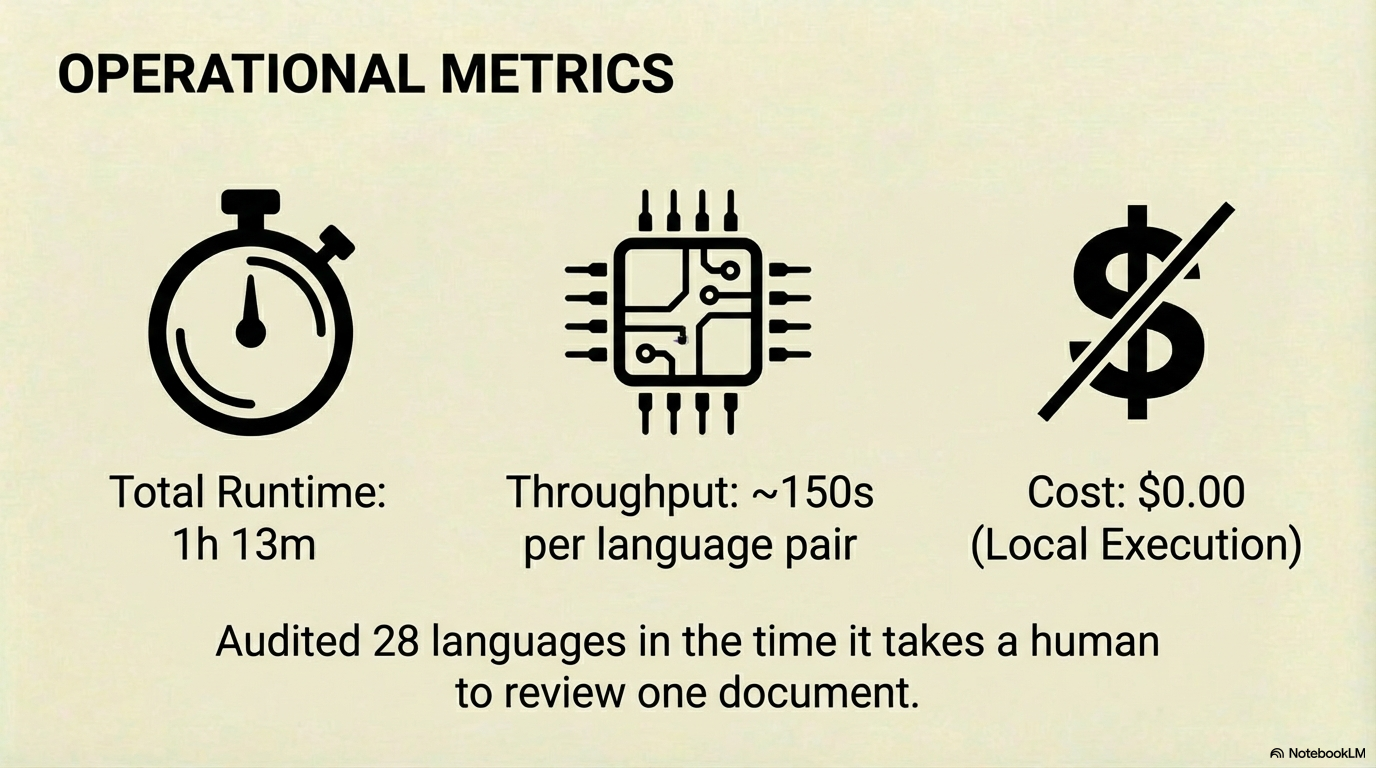 OPERATIONAL METRICS
Total Runtime:
1h 13m
Throughput: ~150s
per language pair
Cost: $0.00
(Local Execution)
Audited 28 languages in the time it takes a human
to review one document.
NotebookLM